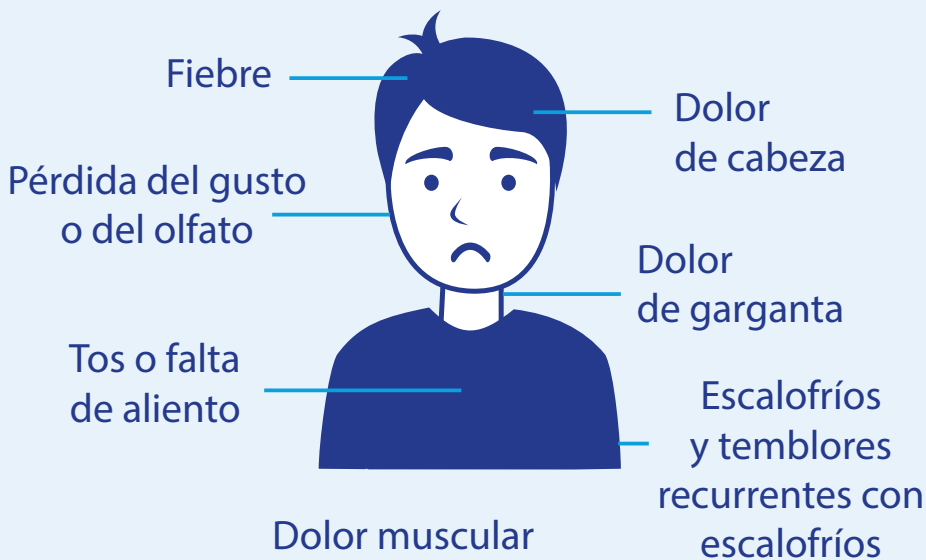 Fiebre
Dolor
de cabeza
Pérdida del gusto
o del olfato
Dolor
de garganta
Tos o falta
de aliento
Escalofríos
y temblores
recurrentes con
escalofríos
Dolor muscular